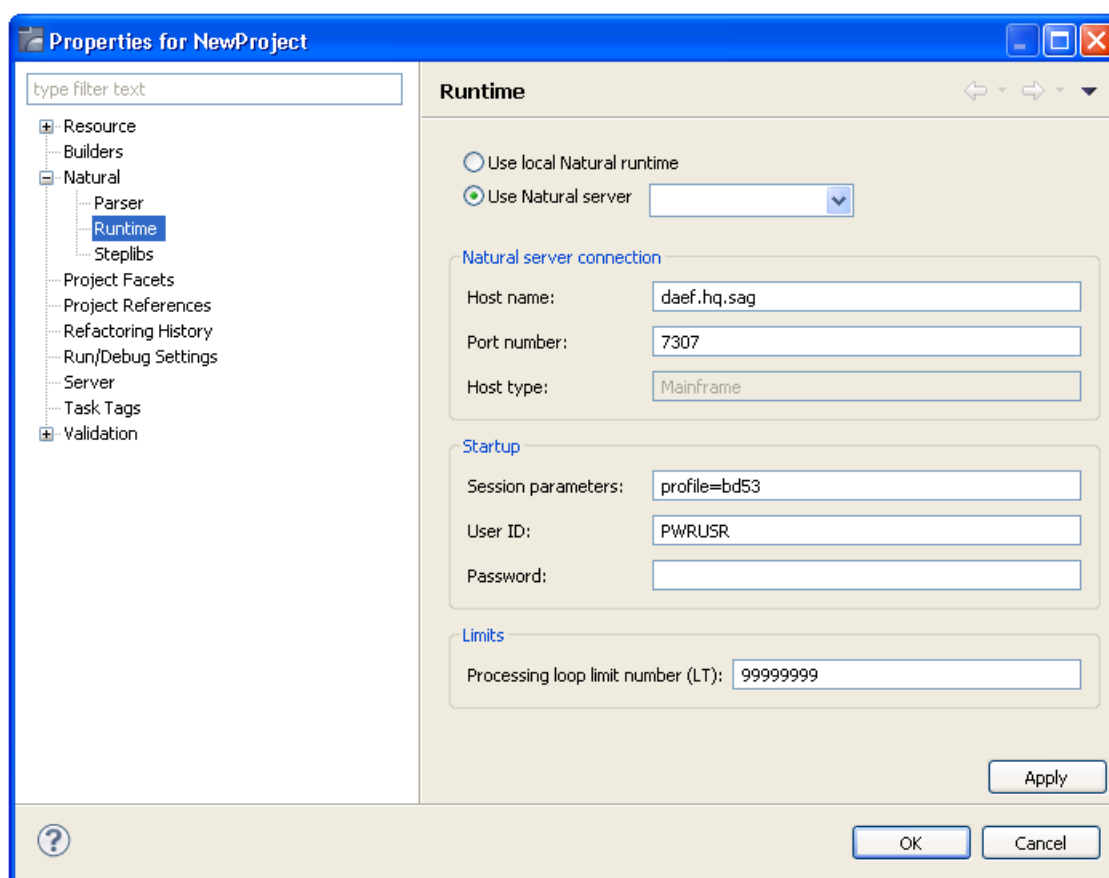 Properties for NewProject
type filter text
Resource
Builders
Natural
Parser
Runtime
Steplibs
Project Facets
Project References
Refactoring History
Run/Debug Settings
Server
Task Tags
Validation
Runtime
Use local Natural runtime
Use Natural server
Natural server connection
Host name: daef.hq.sag
Port number: 7307
Host type: Mainframe
Startup
Session parameters: profile=bd53
User ID: PWRUSR
Password:
Limits
Processing loop limit number (LT): 99999999
Apply
OK Cancel